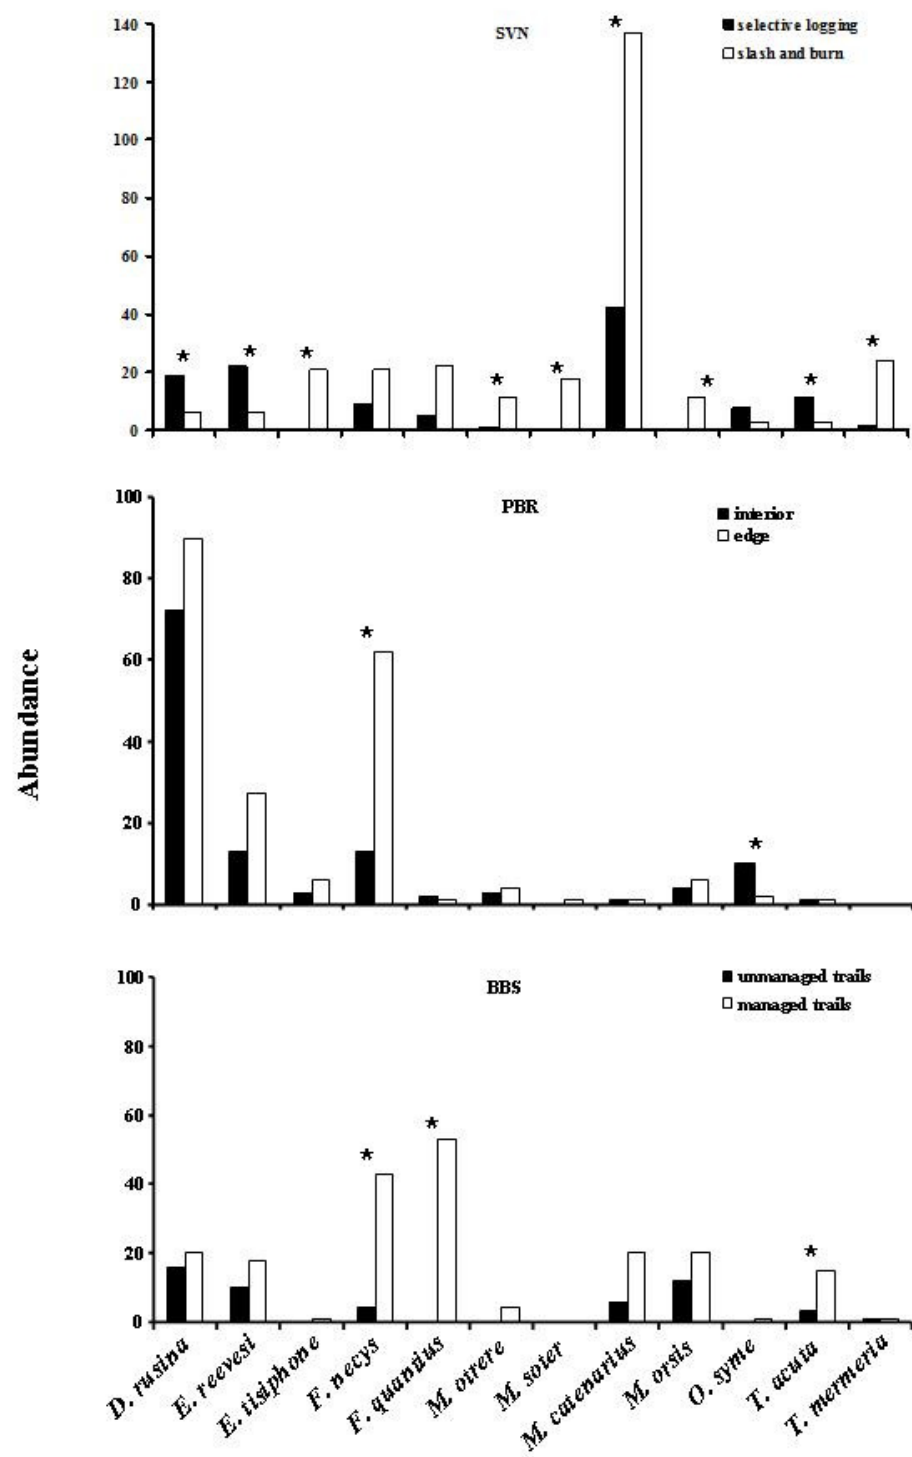 140
SVN
selective logging
slash and burn
120
100
80
60
40
20
0
* * * * * * * * *
100
PBR
interior
edge
80
60
40
20
0
* *
Abundance
100
BBS
unmanaged trails
managed trails
80
60
40
20
0
* * *
D. rusina
E. reevesi
E. tisiphone
F. necys
F. quantius
M. oirere
M. soter
M. catenarius
M. orsis
O. syme
T. acuta
T. mermeria